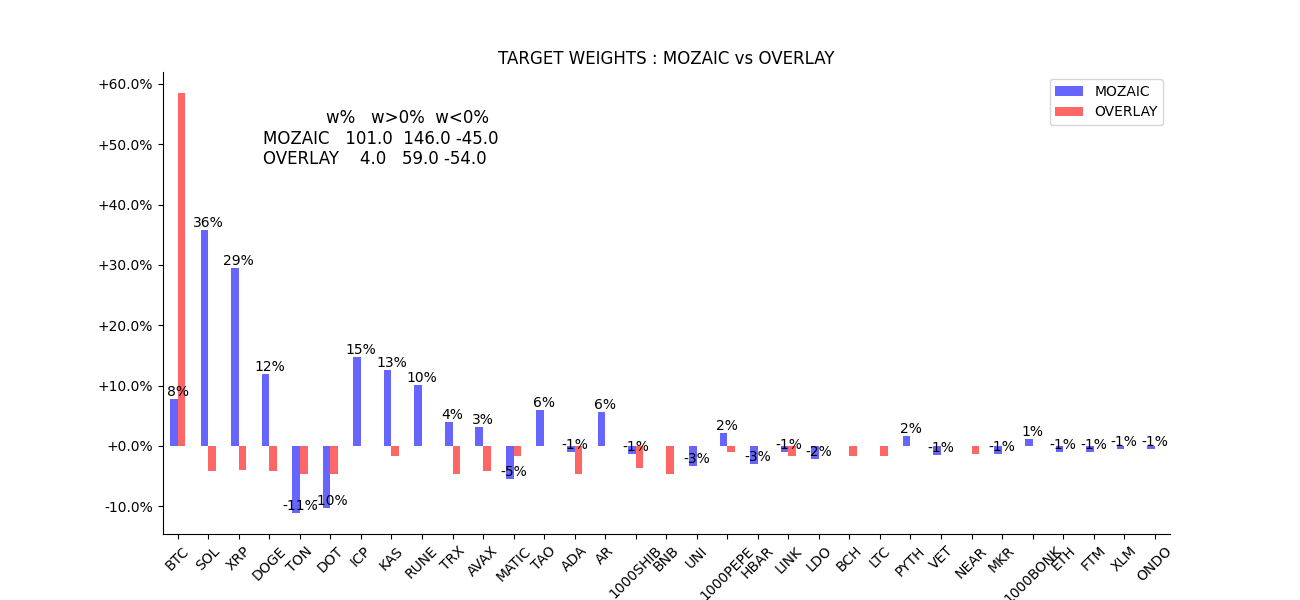 TARGET WEIGHTS : MOZAIC vs OVERLAY
MOZAIC
OVERLAY
w% w>0% w<0%
MOZAIC 101.0 146.0 -45.0
OVERLAY 4.0 59.0 -54.0
+60.0%
+50.0%
+40.0%
+30.0%
+20.0%
+10.0%
+0.0%
-10.0%
8%
36%
29%
12%
-11%
-10%
15%
13%
10%
4%
3%
-5%
6%
-1%
6%
-1%
-3%
2%
-3%
-1%
-2%
2%
-1%
-1%
1%
-1%
-1%
-1%
-1%
BTC
SOL
XRP
DOGE
TON
DOT
ICP
KAS
RUNE
TRX
AVAX
MATIC
TAO
ADA
AR
1000SHIB
BNB
UNI
1000PEPE
HBAR
LINK
LDO
BCH
LTC
PYTH
VET
NEAR
MKR
1000BONK
ETH
FTM
XLM
ONDO